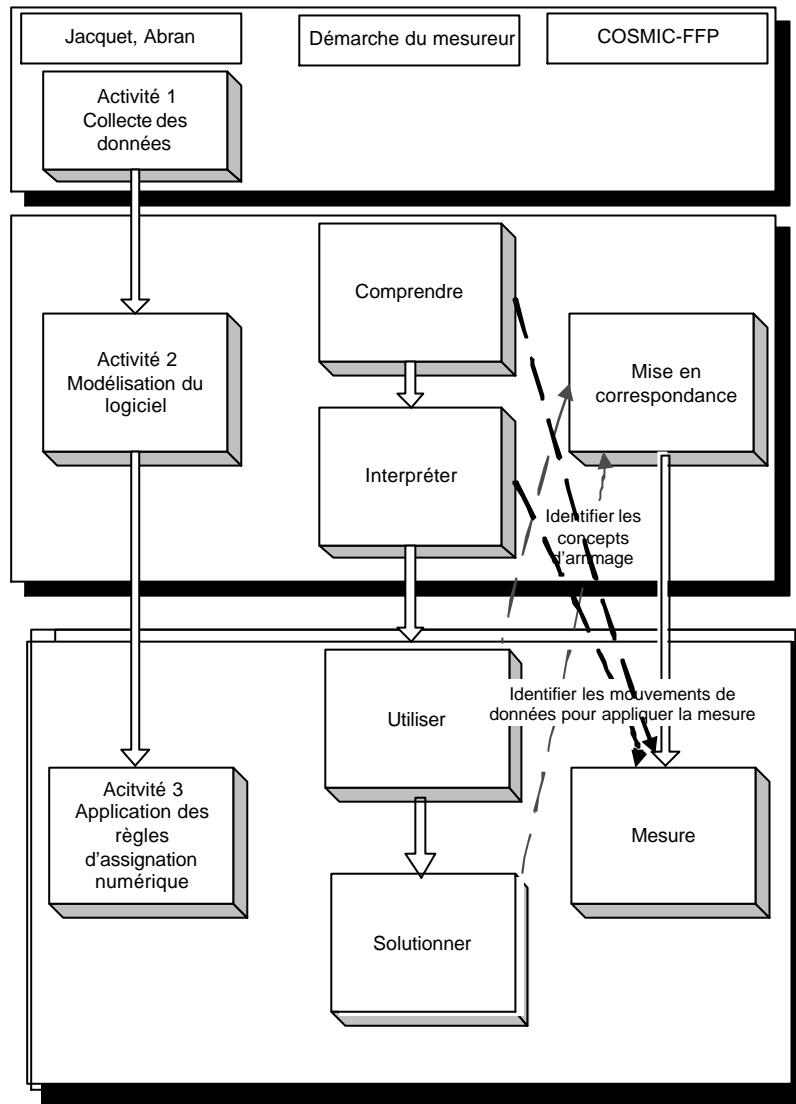 Jacquet, Abran
Démarche du mesureur
COSMIC-FFP
Activité 1
Collecte des
données
Comprendre
Activité 2
Modélisation du
logiciel
Mise en
correspondance
Interpréter
Identifier les
concepts
d'arrimage
Utiliser
Identifier les mouvements de
données pour appliquer la mesure
Acitvité 3
Application des
règles
d'assignation
numérique
Mesure
Solutionner